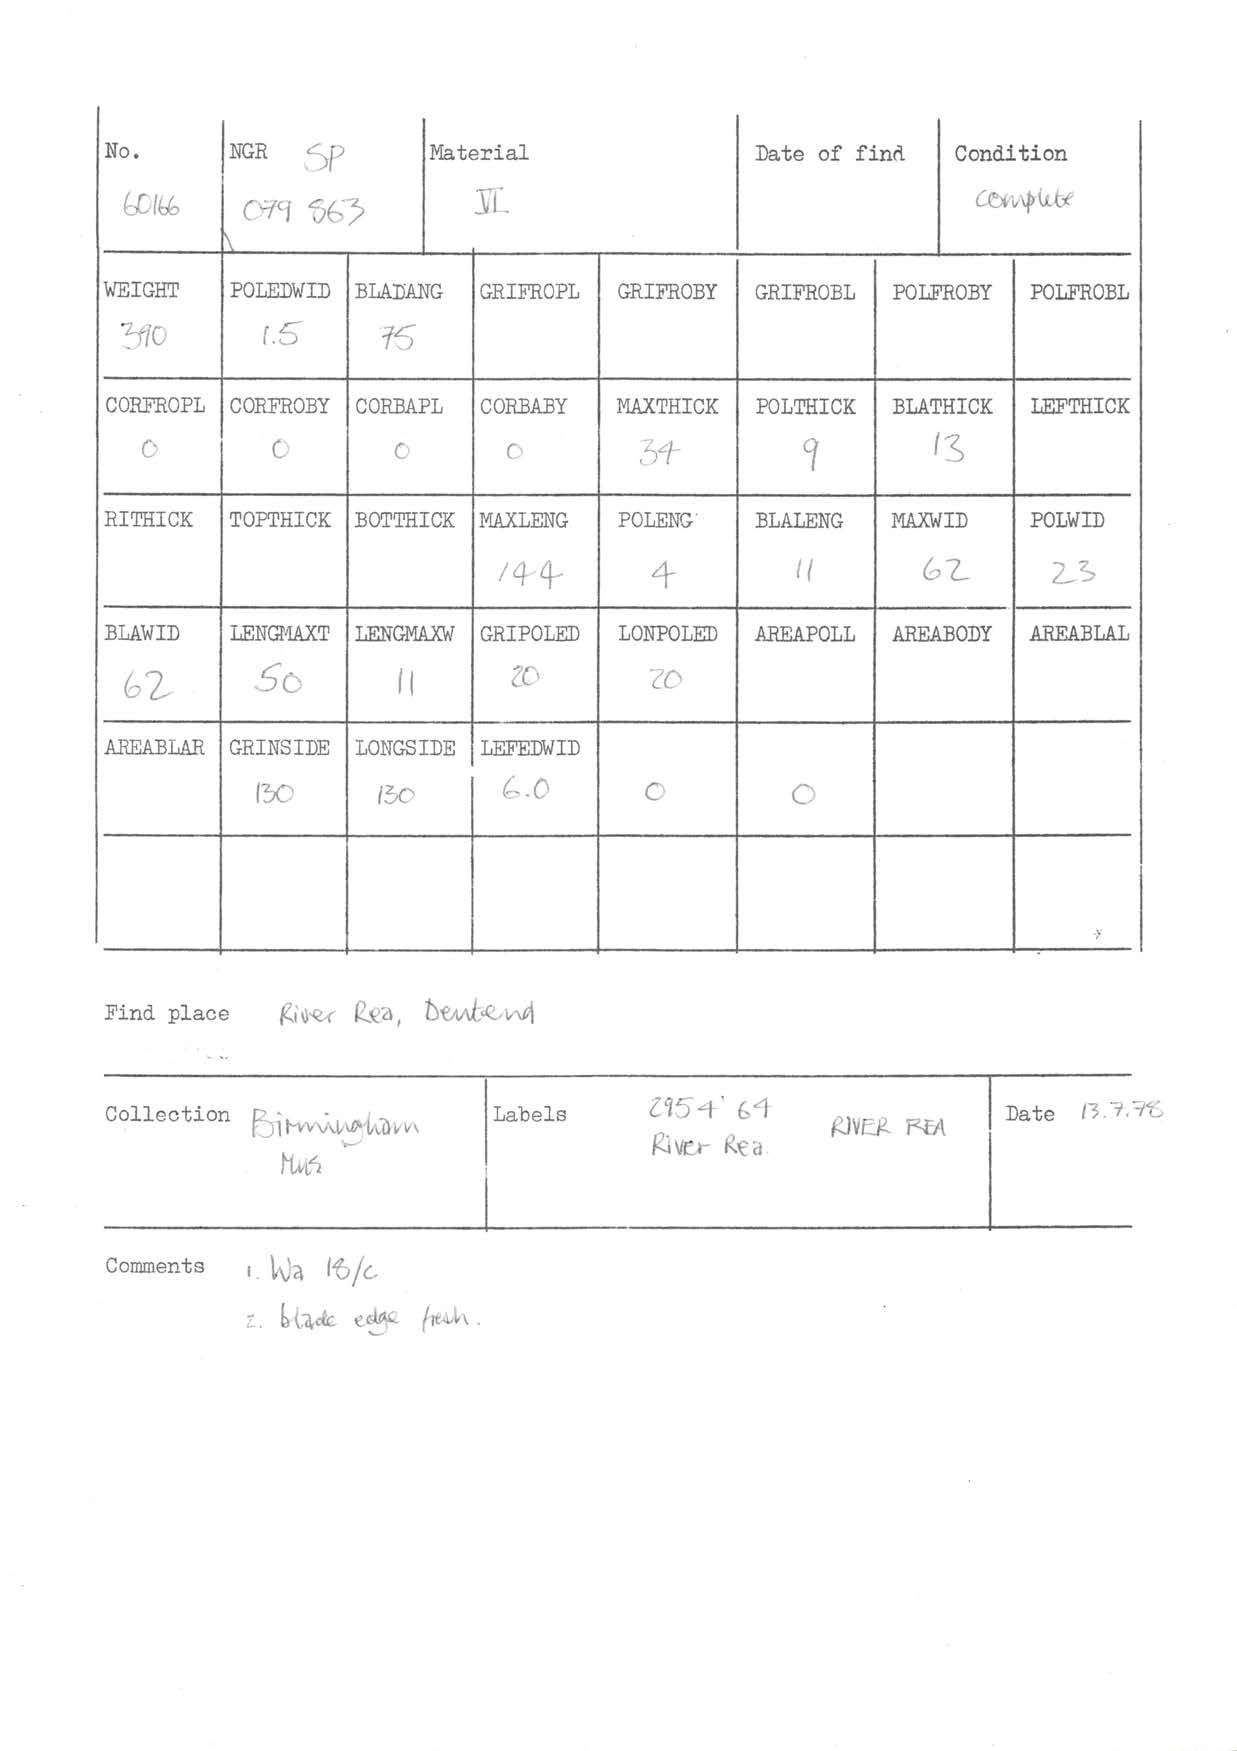 No. NGR SP Material Date of find Condition
60166 079 863 VI complete
WEIGHT POLEDWID BLADANG GRIFROPL GRIFROBY GRIFROBL POLFROBY POLFROBL
390 1.5 75
CORFROPL CORFROBY CORBAPL CORBABY MAXTHICK POLTHICK BLATHICK LEFTHICK
0 0 0 0 34 9 13
RITHICK TOPTHICK BOTTHICK MAXLENG POLENG BLALENG MAXWID POLWID
144 4 11 62 23
BLAWID LENGMAXT LENGMAXW GRIPOLED LONPOLED AREAPOLL AREABODY AREABLAL
62 50 11 20 20
AREABLAR GRINSIDE LONGSIDE LEFEDWID
130 130 6.0 0 0
Find place River Rea, Deritend
Collection Birmingham Mus
Labels 2954'64 RIVER REA
River Rea
Date 13.7.78
Comments 1. Wa 18/c
2. blade edge fresh.